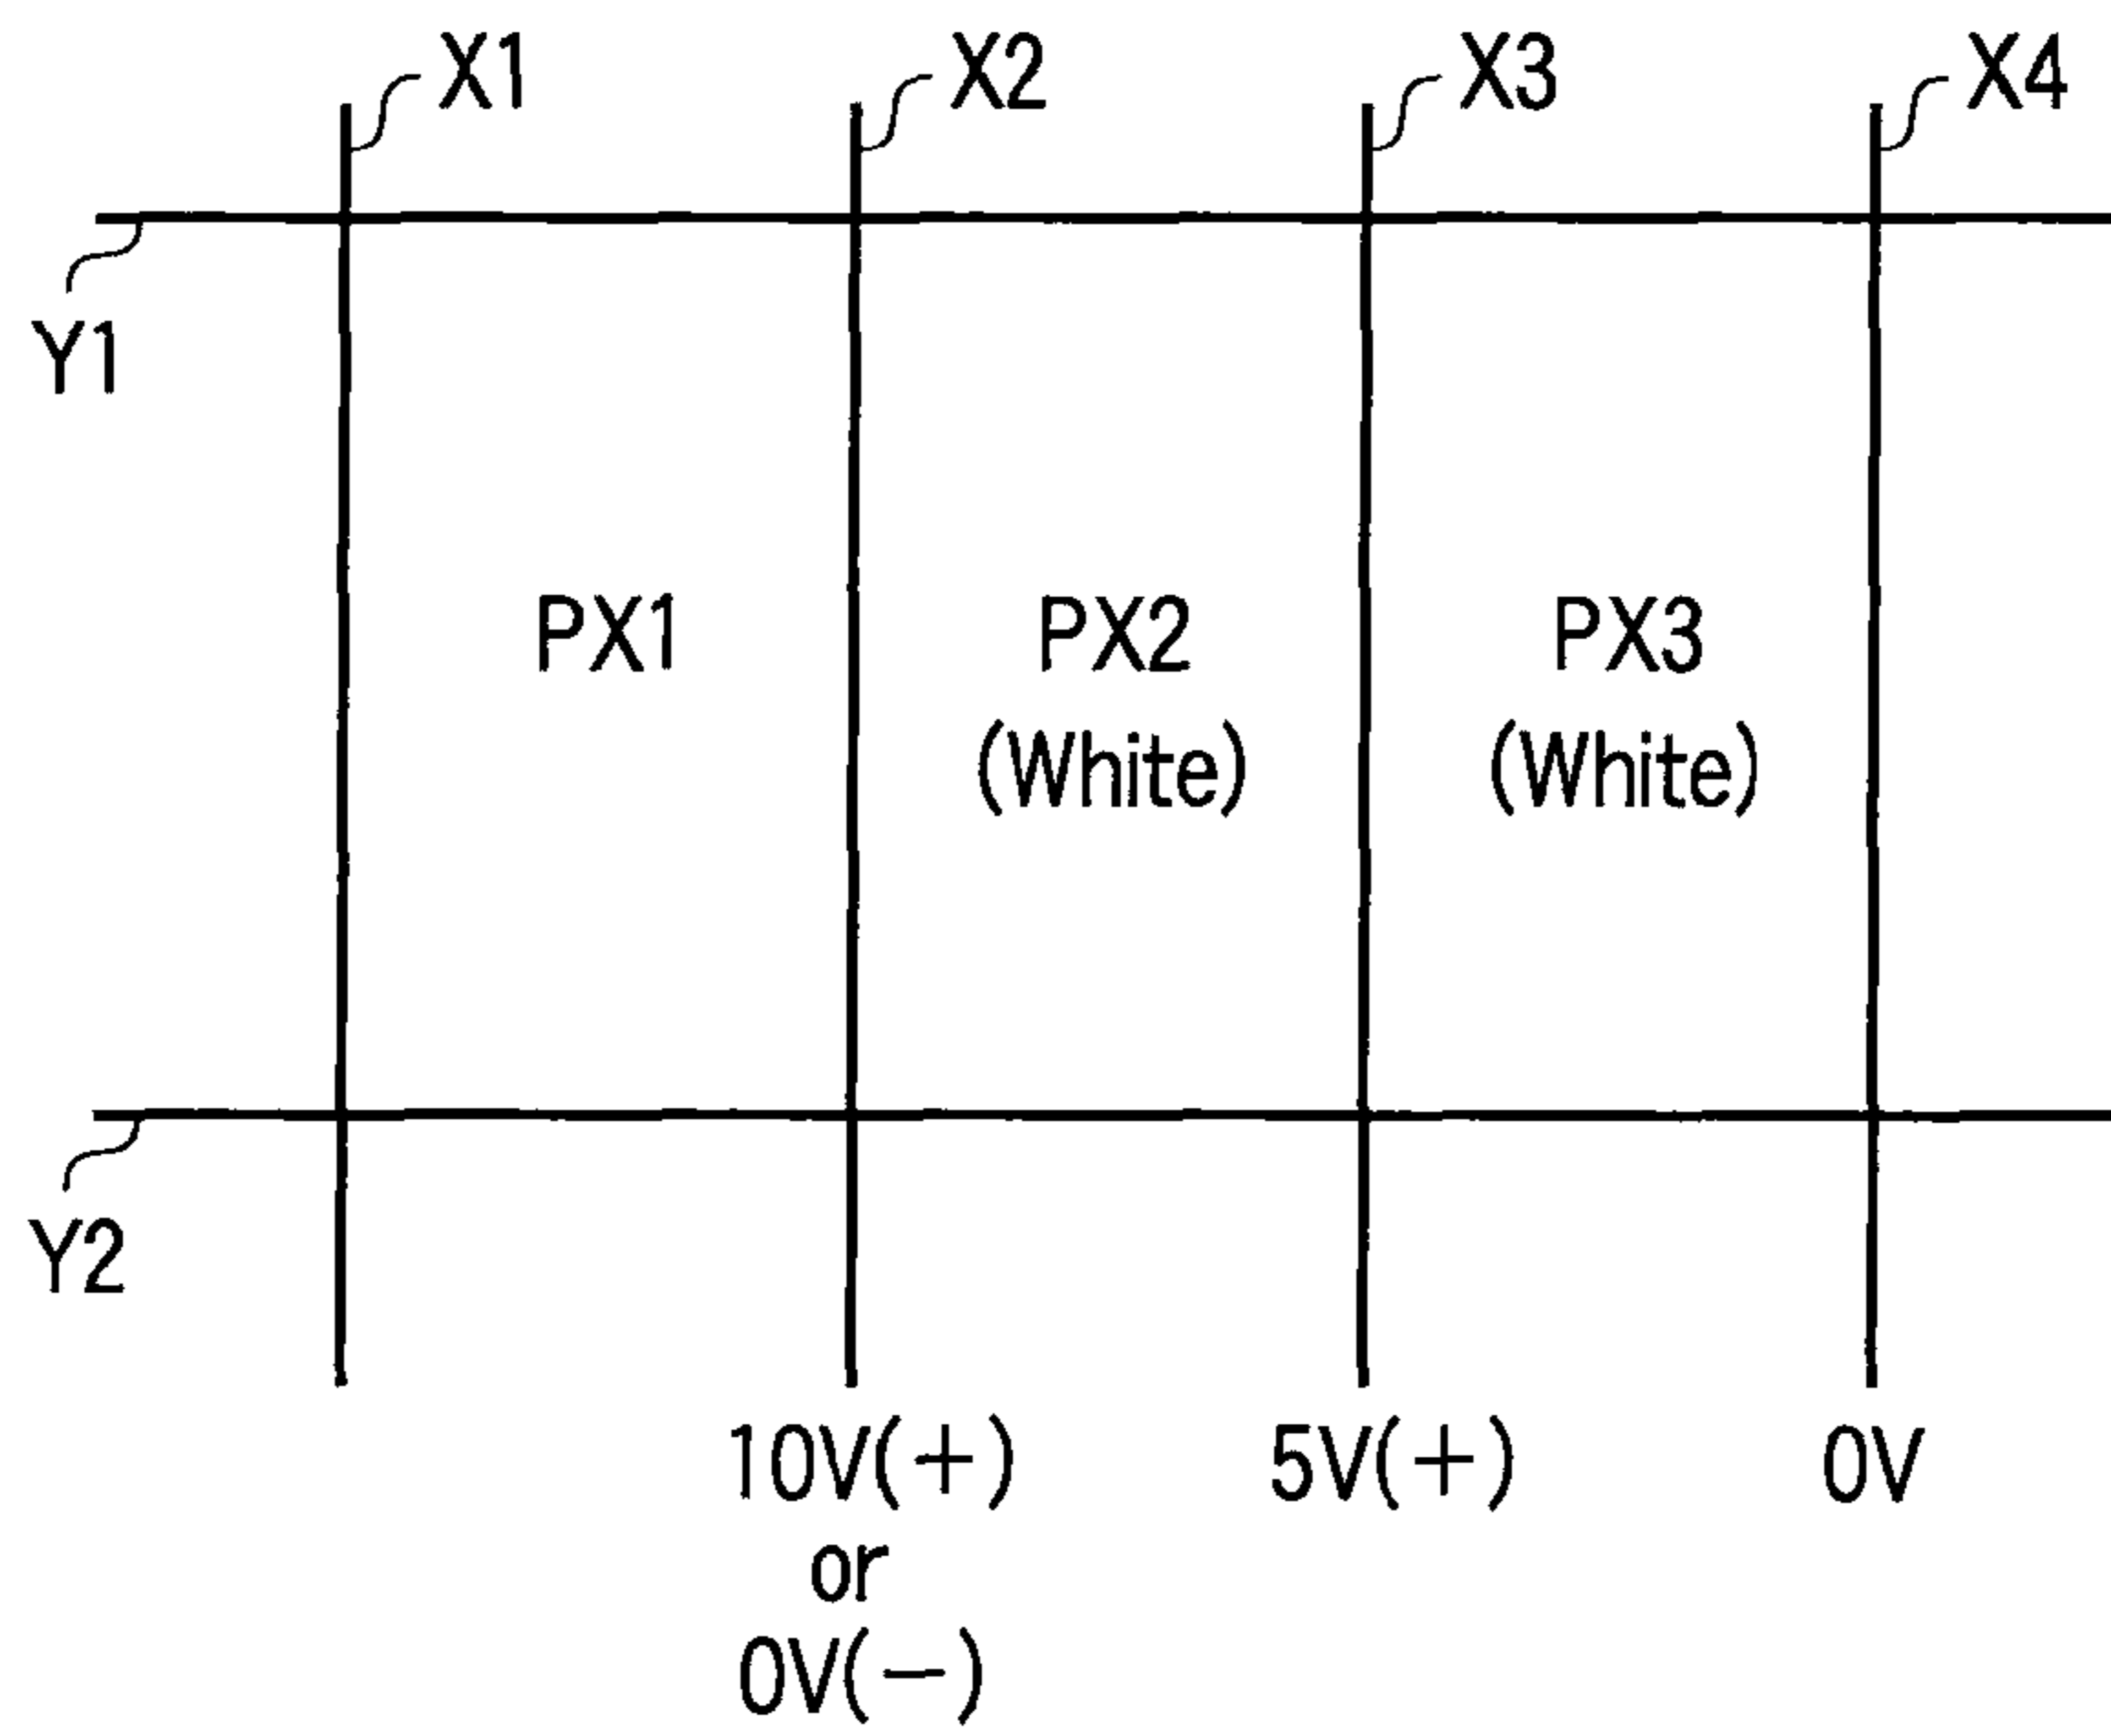 X1 X2 X3 X4
Y1
PX1 PX2 PX3
(White) (White)
Y2
10V(+) 5V(+) 0V
or
0V(−)